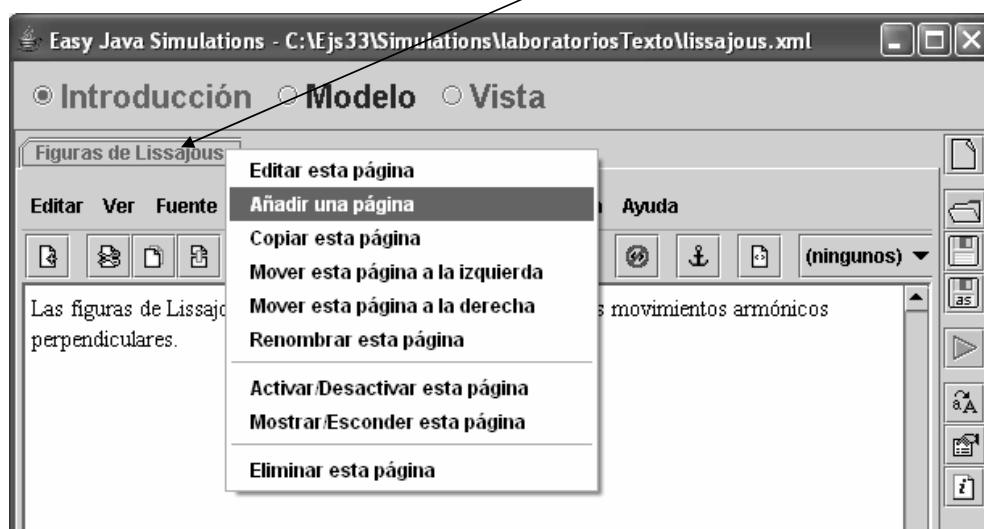 Easy Java Simulations - C:\Ejs33\Simulations\laboratoriosTexto\lissajous.xml
Introducción Modelo Vista
Figuras de Lissajous
Editar Ver Fuente Ayuda
(ningunos)
Las figuras de movimientos armónicos
perpendiculares.
Editar esta página
Añadir una página
Copiar esta página
Mover esta página a la izquierda
Mover esta página a la derecha
Renombrar esta página
Activar/Desactivar esta página
Mostrar/Esconder esta página
Eliminar esta página
as